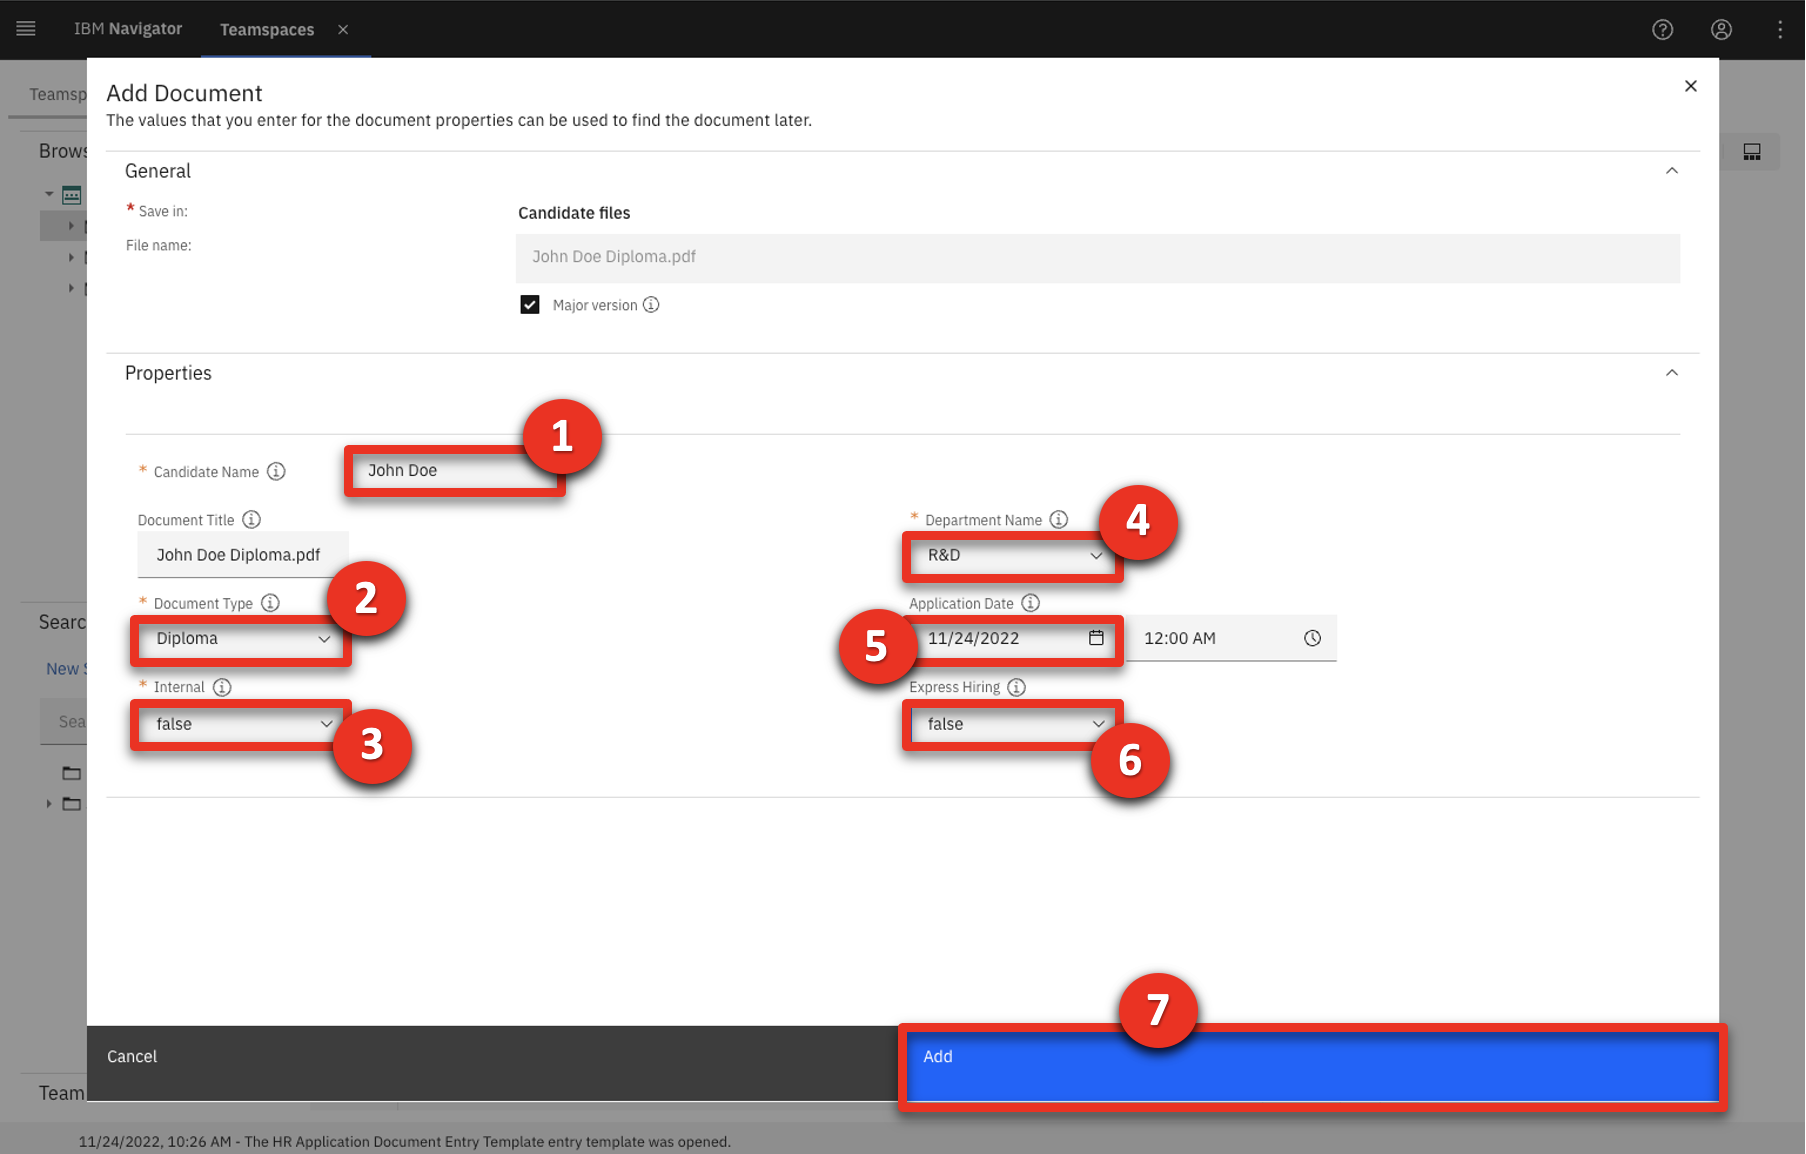 IBM Navigator
Teamspaces
Teamsp
Add Document
The values that you enter for the document properties can be used to find the document later.
Brows
General
* Save in:
Candidate files
File name:
John Doe Diploma.pdf
Major version
Properties
1
* Candidate Name
John Doe
Document Title
* Department Name
4
John Doe Diploma.pdf
R&D
2
* Document Type
Application Date
Searc
Diploma
5
11/24/2022
12:00 AM
New S
* Internal
Express Hiring
Sea
false
3
false
6
7
Cancel
Add
Team
11/24/2022, 10:26 AM - The HR Application Document Entry Template entry template was opened.